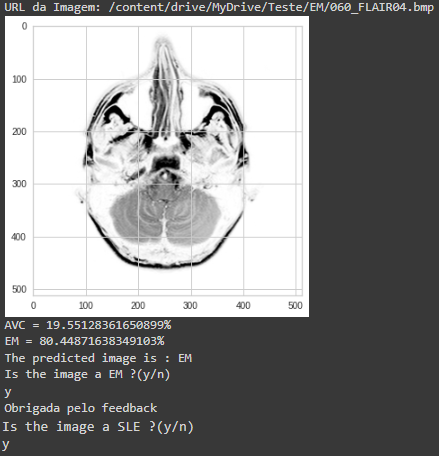 URL da Imagem: /content/drive/MyDrive/Teste/EM/060_FLAIR04.bmp
0
100
200
300
400
500
0 100 200 300 400 500
AVC = 19.55128361650899%
EM = 80.44871638349103%
The predicted image is : EM
Is the image a EM ?(y/n)
y
Obrigada pelo feedback
Is the image a SLE ?(y/n)
y